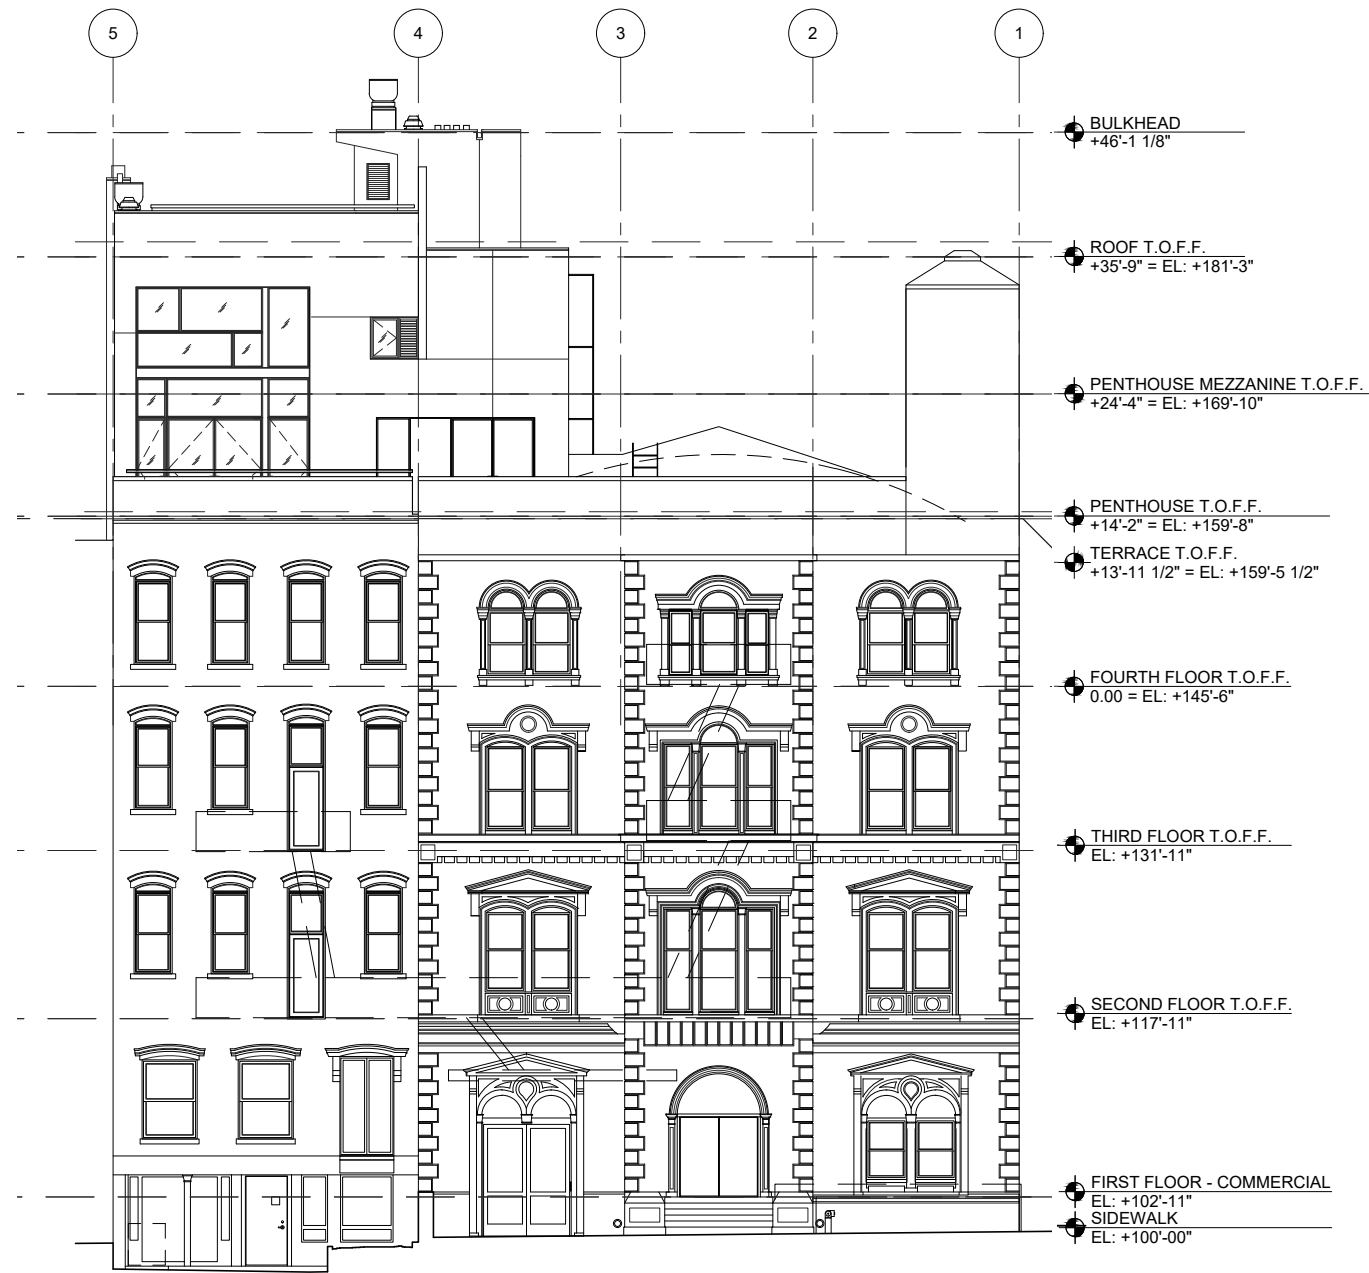 5 4 3 2 1
BULKHEAD
+46'-1 1/8"
ROOF T.O.F.F.
+35'-9" = EL: +181'-3"
PENTHOUSE MEZZANINE T.O.F.F.
+24'-4" = EL: +169'-10"
PENTHOUSE T.O.F.F.
+14'-2" = EL: +159'-8"
TERRACE T.O.F.F.
+13'-11 1/2" = EL: +159'-5 1/2"
FOURTH FLOOR T.O.F.F.
0.00 = EL: +145'-6"
THIRD FLOOR T.O.F.F.
EL: +131'-11"
SECOND FLOOR T.O.F.F.
EL: +117'-11"
FIRST FLOOR - COMMERCIAL
EL: +102'-11"
SIDEWALK
EL: +100'-00"